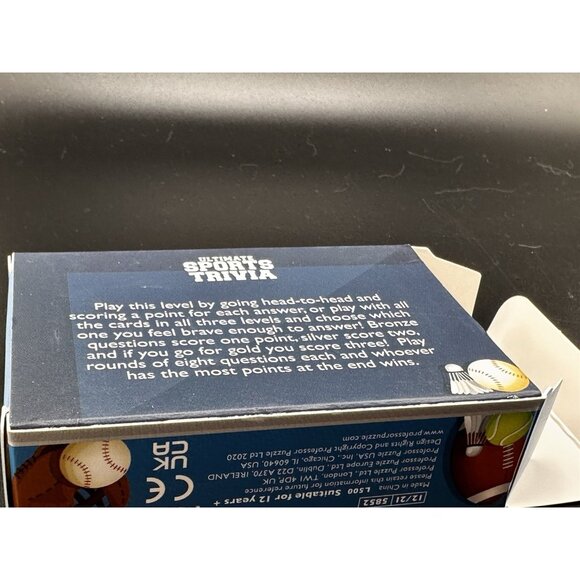 ULTIMATE
SPORTS
TRIVIA
Play this level by going head-to-head and
scoring a point for each answer, or play with all
the cards in all three levels and choose which
one you feel brave enough to answer! Bronze
questions score one point, silver score two,
and if you go for gold you score three! Play
rounds of eight questions each and whoever
has the most points at the end wins.
12/21 5852
L500 Suitable for 12 years +
Made in China
Please retain this for future reference
Professor Puzzle Ltd. London, TW1 4DP, UK
Professor Puzzle Europe Ltd. Dublin, D22 A370, IRELAND
Professor Puzzle USA, Inc. Chicago, IL 60640, USA
Design Rights and Copyright Professor Puzzle Ltd 2020
www.professorpuzzle.com
CE
UK
CA